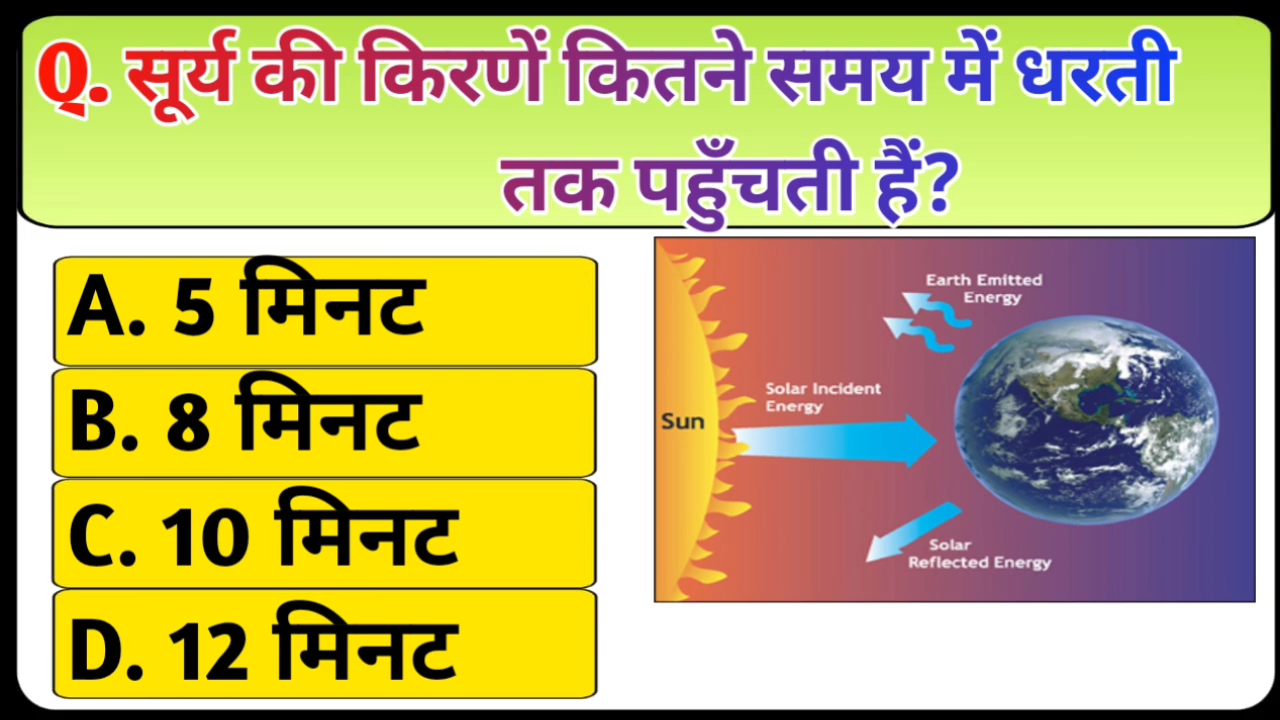 Q. सूर्य की किरणें कितने समय में धरती
तक पहुँचती हैं?
A. 5 मिनट
B. 8 मिनट
C. 10 मिनट
D. 12 मिनट
Earth Emitted
Energy
Solar Incident
Energy
Sun
Solar
Reflected Energy